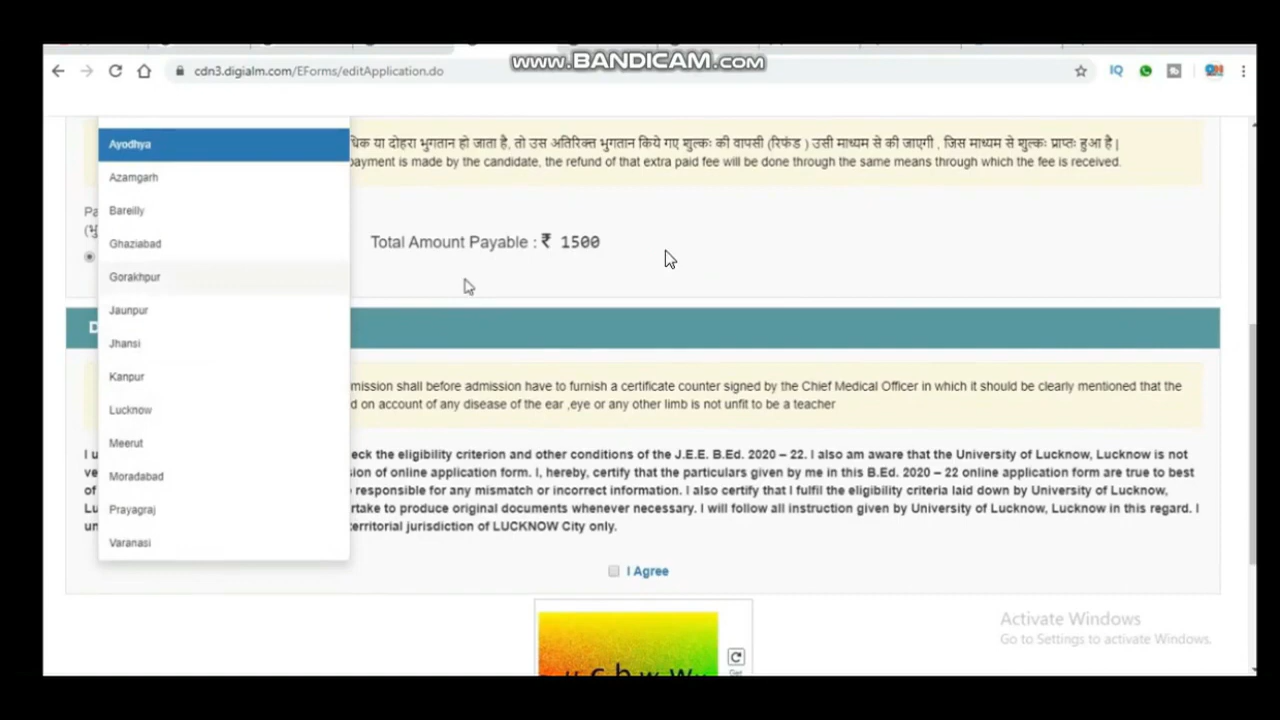 www.BANDICAM.com
cdn3.digialm.com/EForms/editApplication.do
Ayodhya
Azamgarh
Bareilly
Ghaziabad
Gorakhpur
Jaunpur
Jhansi
Kanpur
Lucknow
Meerut
Moradabad
Prayagraj
Varanasi
या दोहरा भुगतान हो जाता है, तो उस अतिरिक्त भुगतान किये गए शुल्कः की वापसी (रिफंड ) उसी माध्यम से की जाएगी , जिस माध्यम से शुल्कः प्राप्तः हुआ है |
payment is made by the candidate, the refund of that extra paid fee will be done through the same means through which the fee is received.
Total Amount Payable : ₹ 1500
mission shall before admission have to furnish a certificate counter signed by the Chief Medical Officer in which it should be clearly mentioned that the
d on account of any disease of the ear ,eye or any other limb is not unfit to be a teacher
I u eck the eligibility criterion and other conditions of the J.E.E. B.Ed. 2020 – 22. I also am aware that the University of Lucknow, Lucknow is not
ve sion of online application form. I, hereby, certify that the particulars given by me in this B.Ed. 2020 – 22 online application form are true to best
of responsible for any mismatch or incorrect information. I also certify that I fulfil the eligibility criteria laid down by University of Lucknow,
Lu rtake to produce original documents whenever necessary. I will follow all instruction given by University of Lucknow, Lucknow in this regard. I
un territorial jurisdiction of LUCKNOW City only.
I Agree
Activate Windows
Go to Settings to activate Windows.